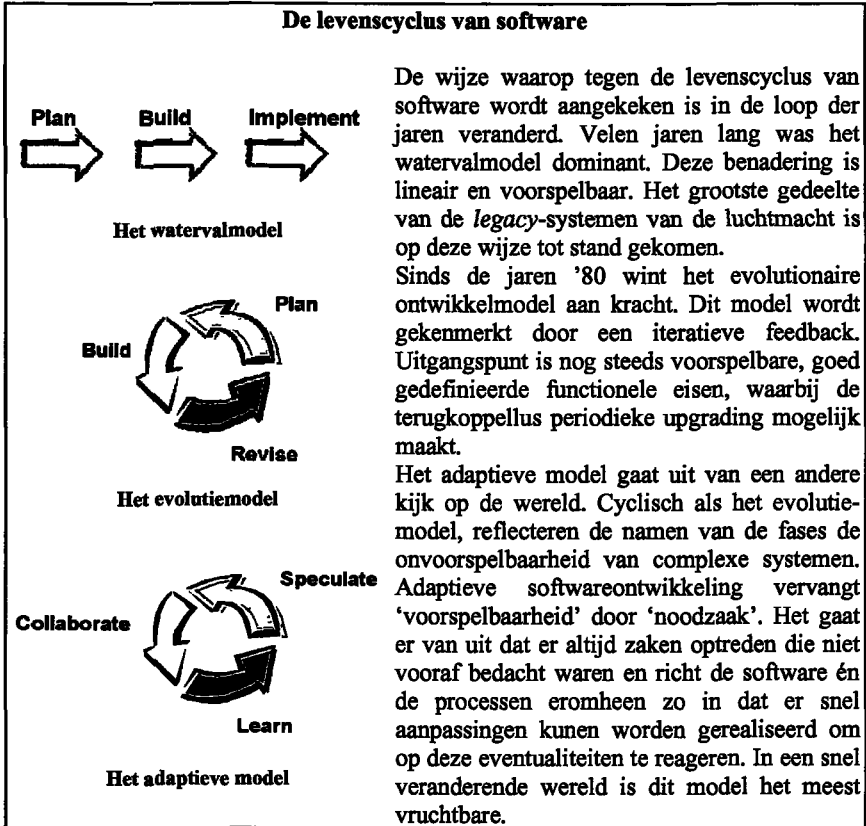 De levenscyclus van software
Plan Build Implement
Het watervalmodel
Plan
Build
Revise
Het evolutiemodel
Speculate
Collaborate
Learn
Het adaptieve model
De wijze waarop tegen de levenscyclus van
software wordt aangekeken is in de loop der
jaren veranderd. Velen jaren lang was het
watervalmodel dominant. Deze benadering is
lineair en voorspelbaar. Het grootste gedeelte
van de legacy-systemen van de luchtmacht is
op deze wijze tot stand gekomen.
Sinds de jaren '80 wint het evolutionaire
ontwikkelmodel aan kracht. Dit model wordt
gekenmerkt door een iteratieve feedback.
Uitgangspunt is nog steeds voorspelbare, goed
gedefinieerde functionele eisen, waarbij de
terugkoppellus periodieke upgrading mogelijk
maakt.
Het adaptieve model gaat uit van een andere
kijk op de wereld. Cyclisch als het evolutie-
model, reflecteren de namen van de fases de
onvoorspelbaarheid van complexe systemen.
Adaptieve softwareontwikkeling vervangt
'voorspelbaarheid' door 'noodzaak'. Het gaat
er van uit dat er altijd zaken optreden die niet
vooraf bedacht waren en richt de software én
de processen eromheen zo in dat er snel
aanpassingen kunen worden gerealiseerd om
op deze eventualiteiten te reageren. In een snel
veranderende wereld is dit model het meest
vruchtbare.